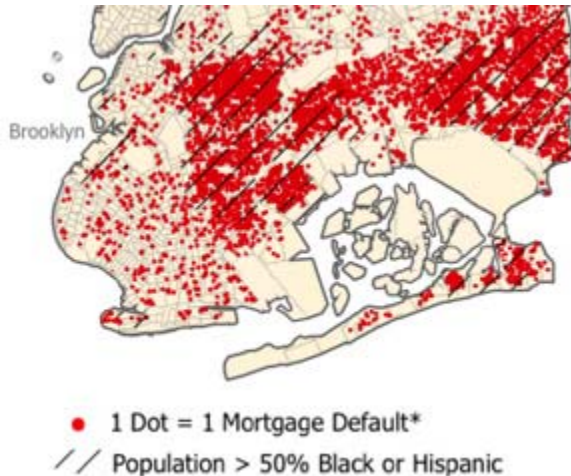 Brooklyn
1 Dot = 1 Mortgage Default*
Population > 50% Black or Hispanic